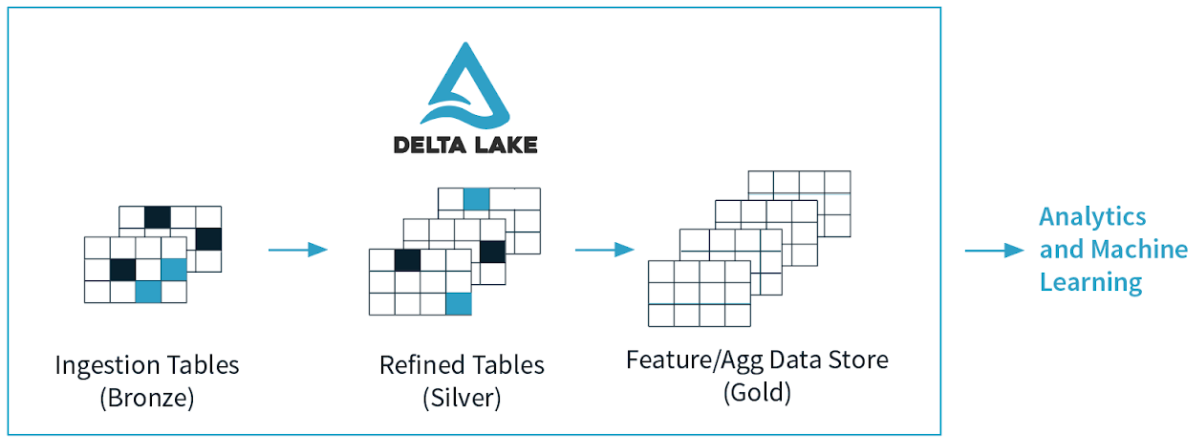 DELTA LAKE
Ingestion Tables
(Bronze)
Refined Tables
(Silver)
Feature/Agg Data Store
(Gold)
Analytics
and Machine
Learning